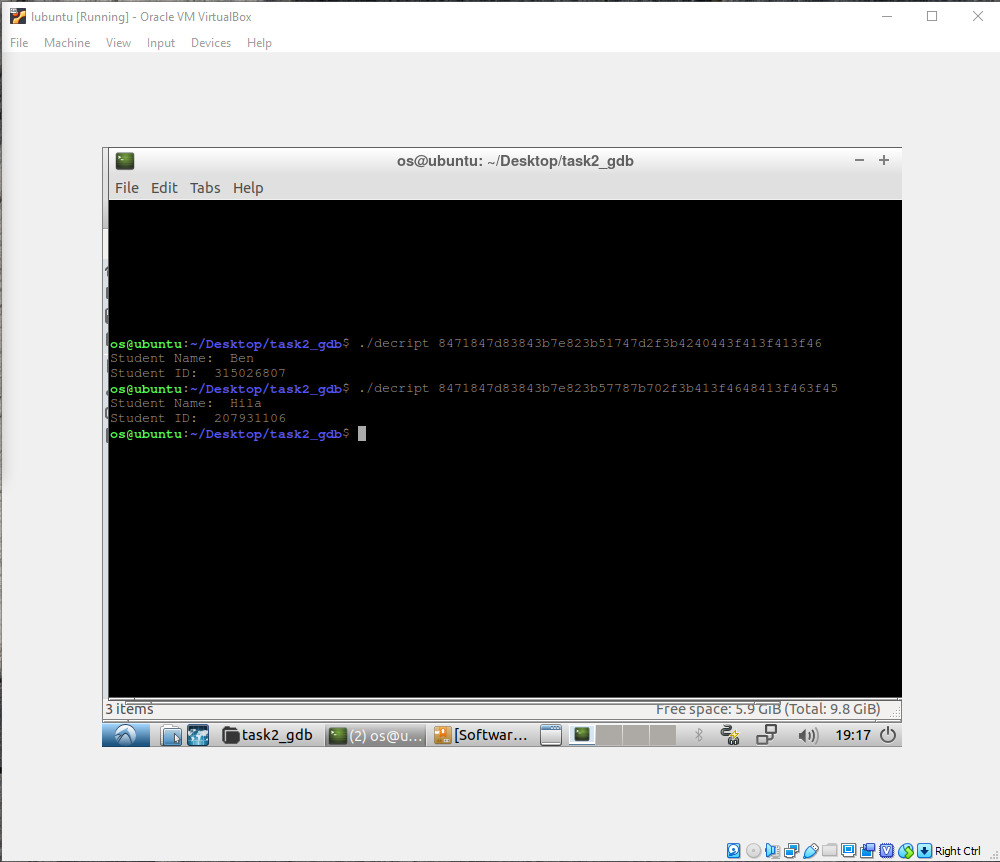 lubuntu [Running] - Oracle VM VirtualBox
File Machine View Input Devices Help
os@ubuntu: ~/Desktop/task2_gdb
File Edit Tabs Help
os@ubuntu:~/Desktop/task2_gdb$ ./decript 8471847d83843b7e823b51747d2f3b4240443f413f413f46
Student Name:  Ben
Student ID:  315026807
os@ubuntu:~/Desktop/task2_gdb$ ./decript 8471847d83843b7e823b57787b702f3b413f4648413f463f45
Student Name:  Hila
Student ID:  207931106
os@ubuntu:~/Desktop/task2_gdb$
3 items Free space: 5.9 GiB (Total: 9.8 GiB)
task2_gdb (2) os@u... [Softwar... 19:17
Right Ctrl